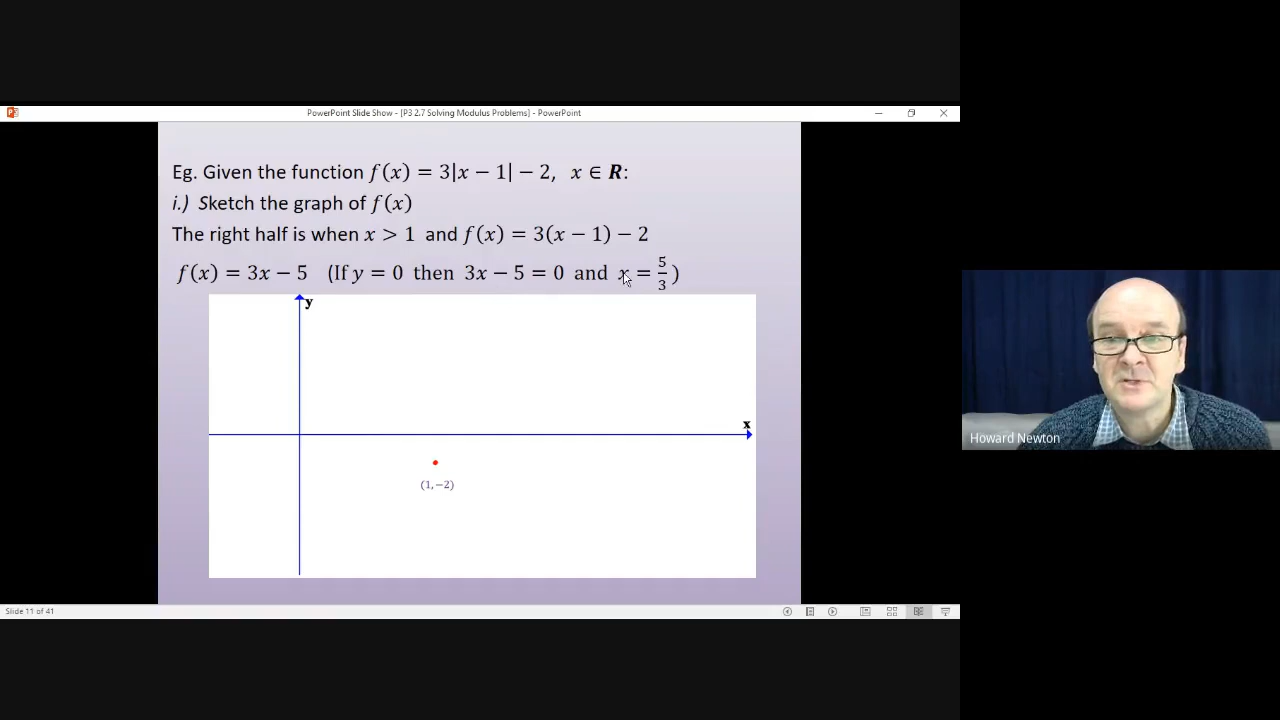 PowerPoint Slide Show - [P3 2.7 Solving Modulus Problems] - PowerPoint
Eg. Given the function f(x) = 3|x − 1| − 2, x ∈ R:
i.) Sketch the graph of f(x)
The right half is when x > 1 and f(x) = 3(x − 1) − 2
f(x) = 3x − 5 (If y = 0 then 3x − 5 = 0 and x = 5/3)
y
x
(1,−2)
Howard Newton
Slide 11 of 41